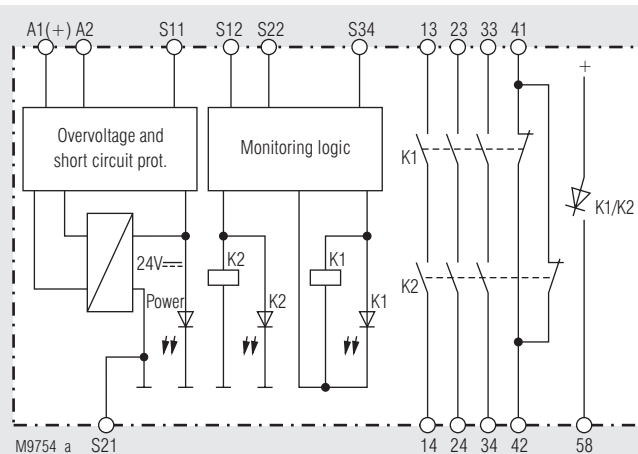 A1(+) A2 S11 S12 S22 S34 13 23 33 41
+
Overvoltage and
short circuit prot.
Monitoring logic
K1
K1/K2
24V⎓ K2 K1
K2
Power K2 K1
M9754 a S21 14 24 34 42 58